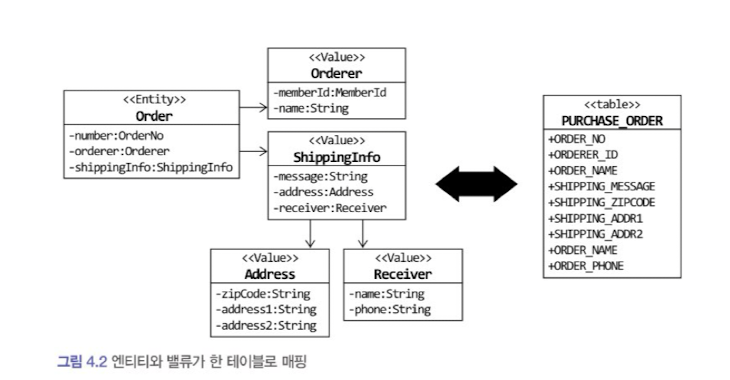 <<Value>>
Orderer
-memberId:MemberId
-name:String
<<Entity>>
Order
-number:OrderNo
-orderer:Orderer
-shippingInfo:ShippingInfo
<<Value>>
ShippingInfo
-message:String
-address:Address
-receiver:Receiver
<<Value>>
Address
-zipCode:String
-address1:String
-address2:String
<<Value>>
Receiver
-name:String
-phone:String
<<table>>
PURCHASE_ORDER
+ORDER_NO
+ORDERER_ID
+ORDER_NAME
+SHIPPING_MESSAGE
+SHIPPING_ZIPCODE
+SHIPPING_ADDR1
+SHIPPING_ADDR2
+ORDER_NAME
+ORDER_PHONE
그림 4.2 엔티티와 밸류가 한 테이블로 매핑